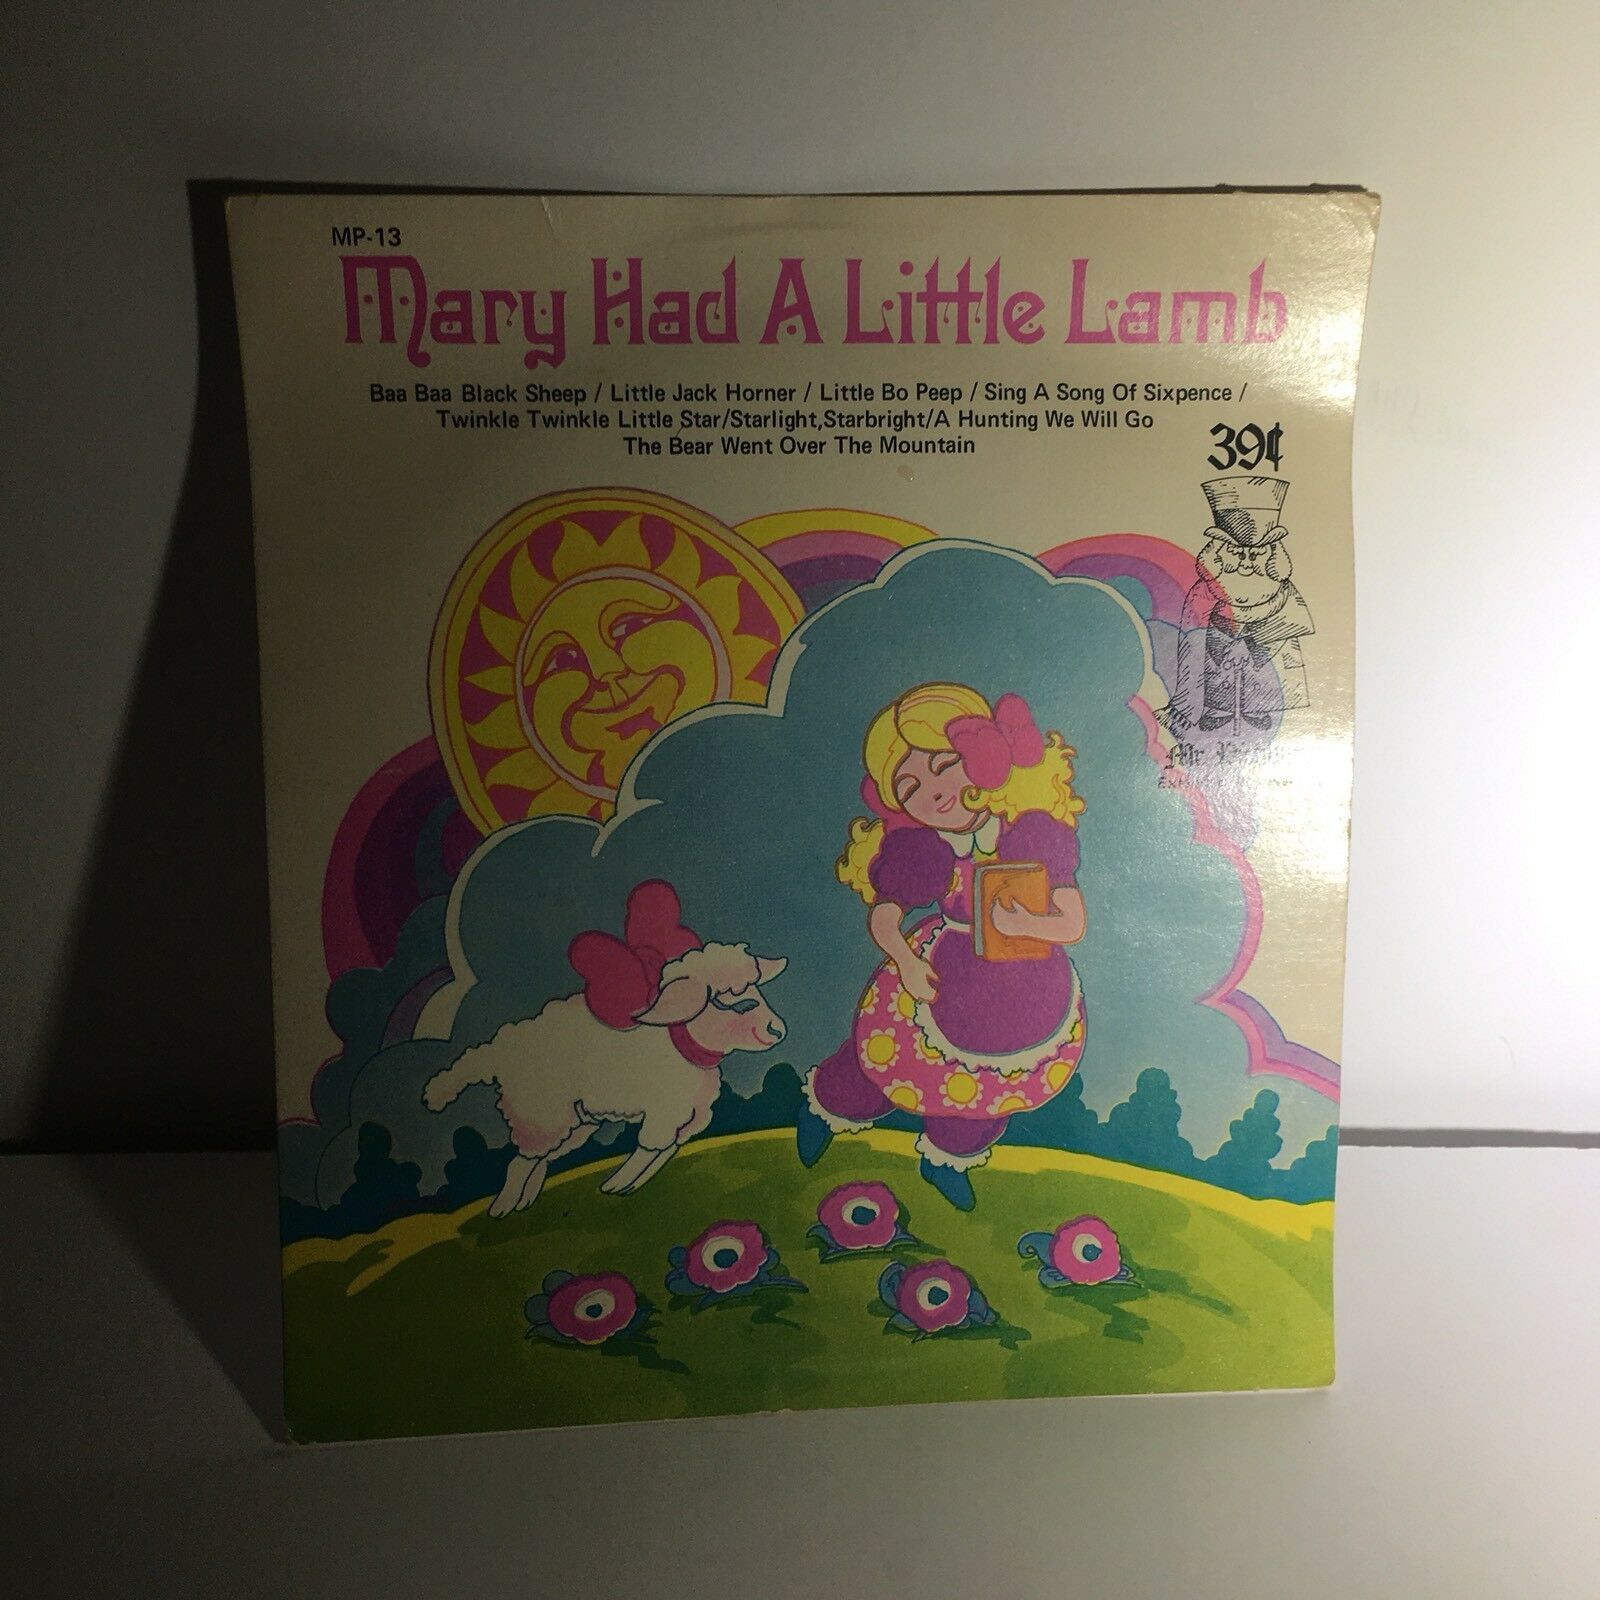 MP-13
Mary Had A Little Lamb
Baa Baa Black Sheep / Little Jack Horner / Little Bo Peep / Sing A Song Of Sixpence /
Twinkle Twinkle Little Star/Starlight,Starbright/A Hunting We Will Go
The Bear Went Over The Mountain
39¢
Mr